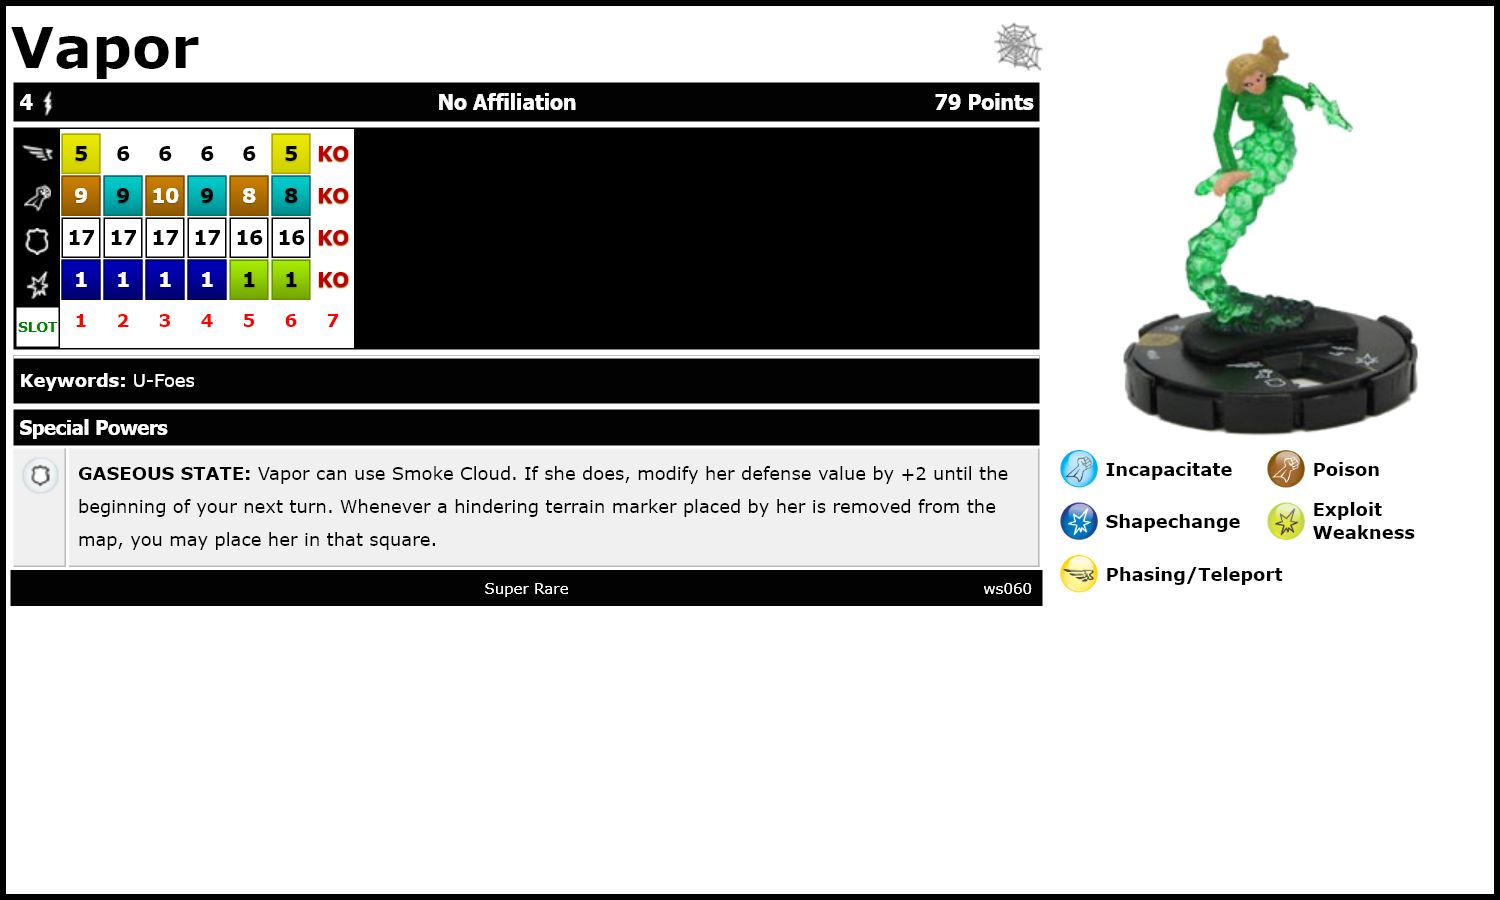 Vapor
4 No Affiliation 79 Points
5 6 6 6 6 5 KO
9 9 10 9 8 8 KO
17 17 17 17 16 16 KO
1 1 1 1 1 1 KO
SLOT 1 2 3 4 5 6 7
Keywords: U-Foes
Special Powers
GASEOUS STATE: Vapor can use Smoke Cloud. If she does, modify her defense value by +2 until the
beginning of your next turn. Whenever a hindering terrain marker placed by her is removed from the
map, you may place her in that square.
Super Rare ws060
Incapacitate Poison
Shapechange Exploit
Weakness
Phasing/Teleport